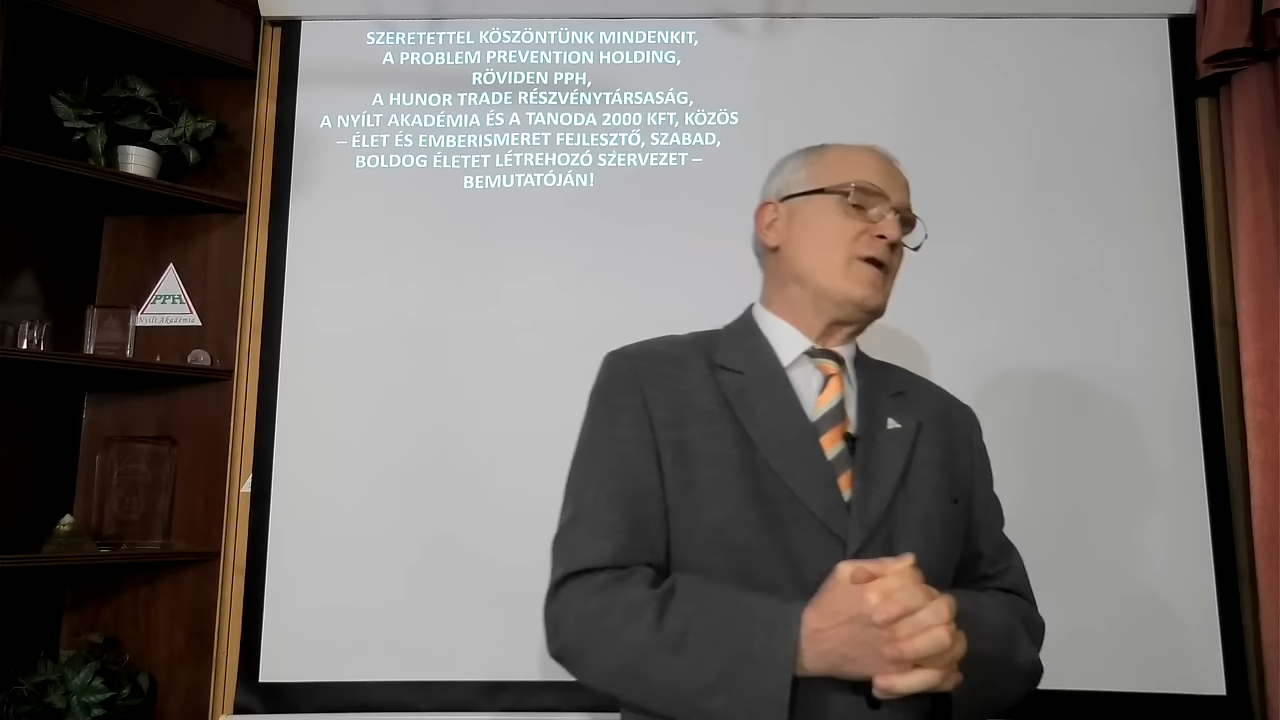 SZERETETTEL KÖSZÖNTÜNK MINDENKIT,
A PROBLEM PREVENTION HOLDING,
RÖVIDEN PPH,
A HUNOR TRADE RÉSZVÉNYTÁRSASÁG,
A NYÍLT AKADÉMIA ÉS A TANODA 2000 KFT, KÖZÖS
– ÉLET ÉS EMBERISMERET FEJLESZTŐ, SZABAD,
BOLDOG ÉLETET LÉTREHOZÓ SZERVEZET –
BEMUTATÓJÁN!
PPH
Nyílt Akadémia